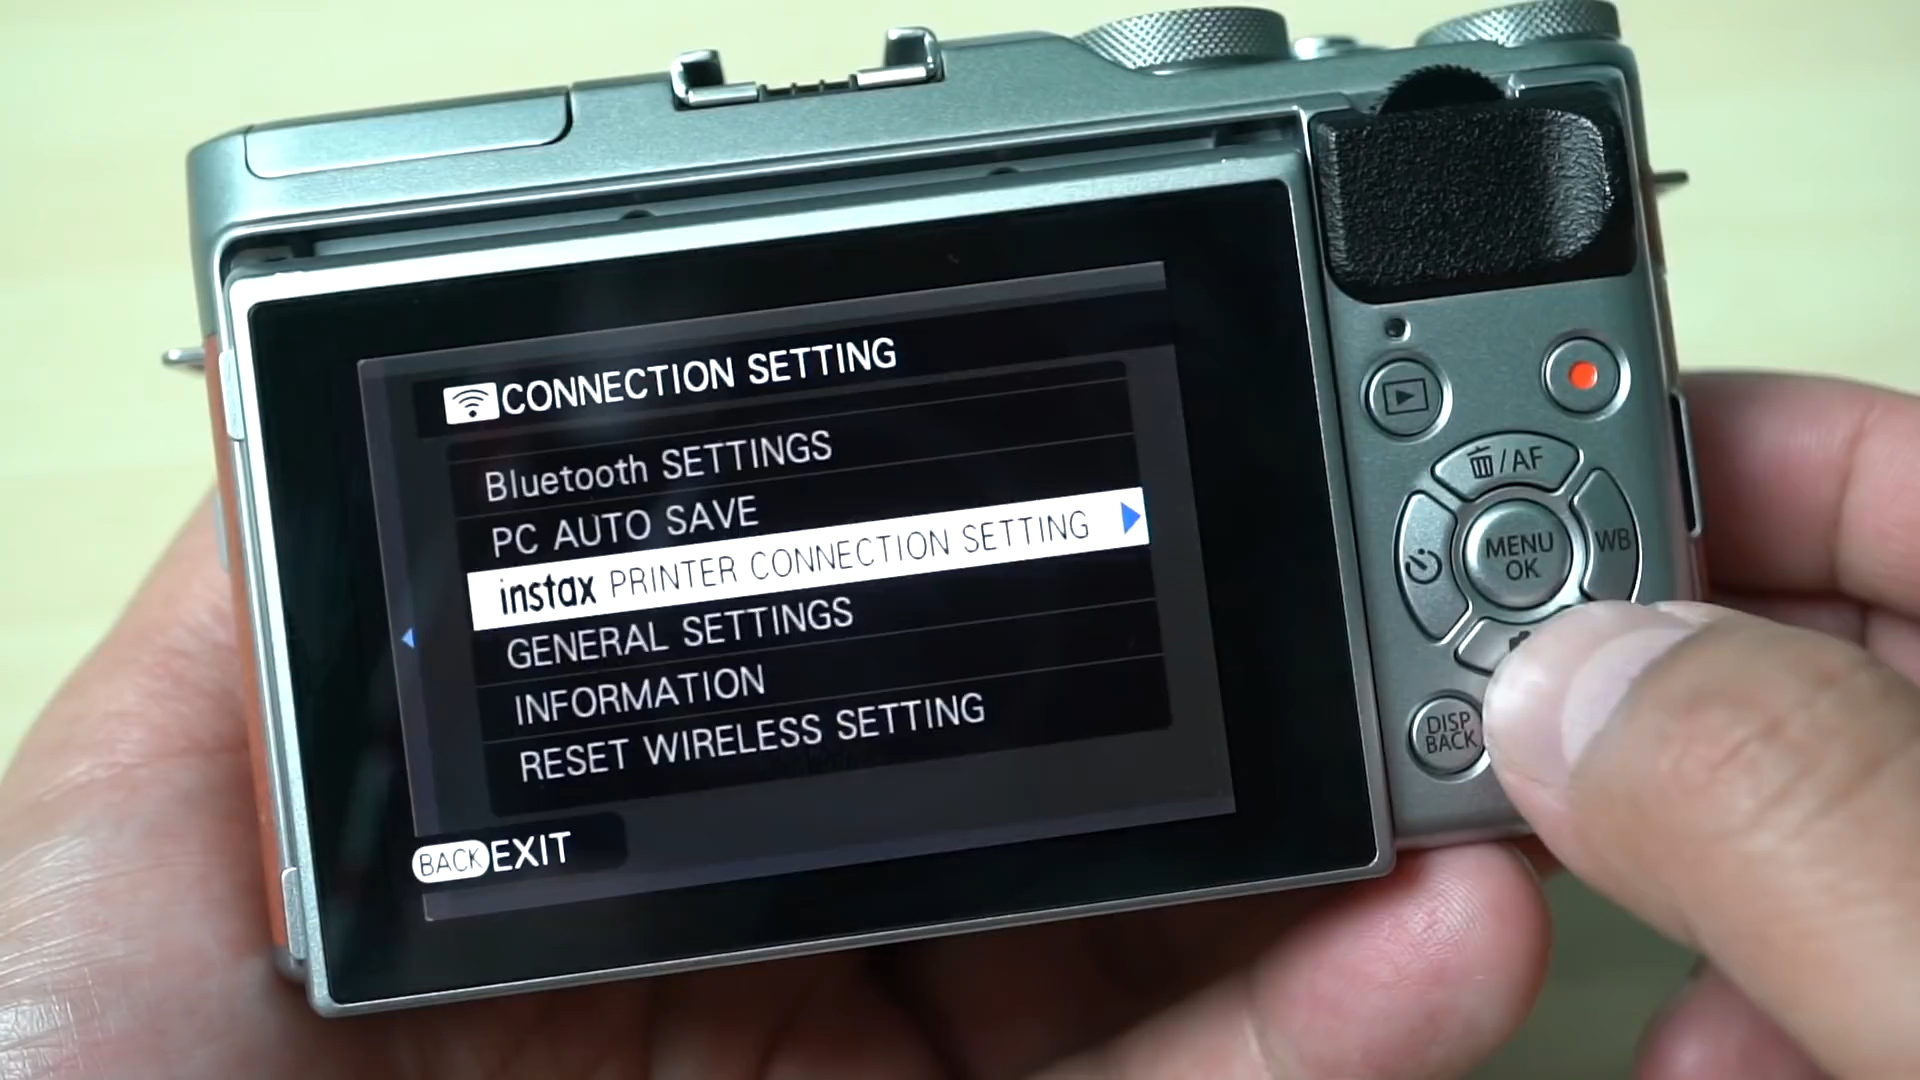 CONNECTION SETTING
Bluetooth SETTINGS
PC AUTO SAVE
instax PRINTER CONNECTION SETTING
GENERAL SETTINGS
INFORMATION
RESET WIRELESS SETTING
BACK EXIT
/AF
MENU
OK
WB
DISP
BACK